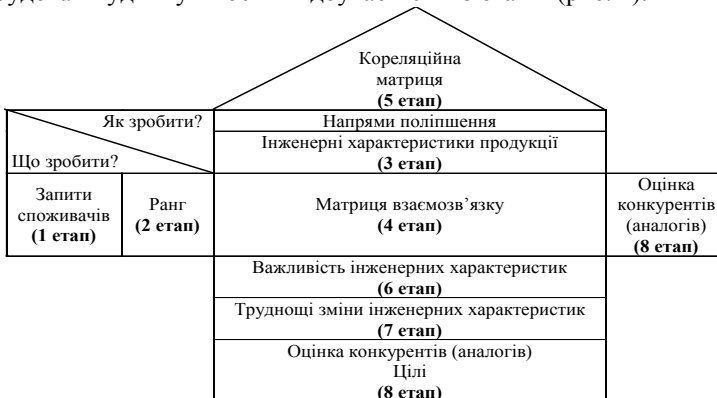 Кореляційна
матриця
(5 етап)
Як зробити?
Напрями поліпшення
Що зробити?
Інженерні характеристики продукції
(3 етап)
Запити
споживачів
(1 етап)
Ранг
(2 етап)
Матриця взаємозв’язку
(4 етап)
Оцінка
конкурентів
(аналогів)
(8 етап)
Важливість інженерних характеристик
(6 етап)
Труднощі зміни інженерних характеристик
(7 етап)
Оцінка конкурентів (аналогів)
Цілі
(8 етап)